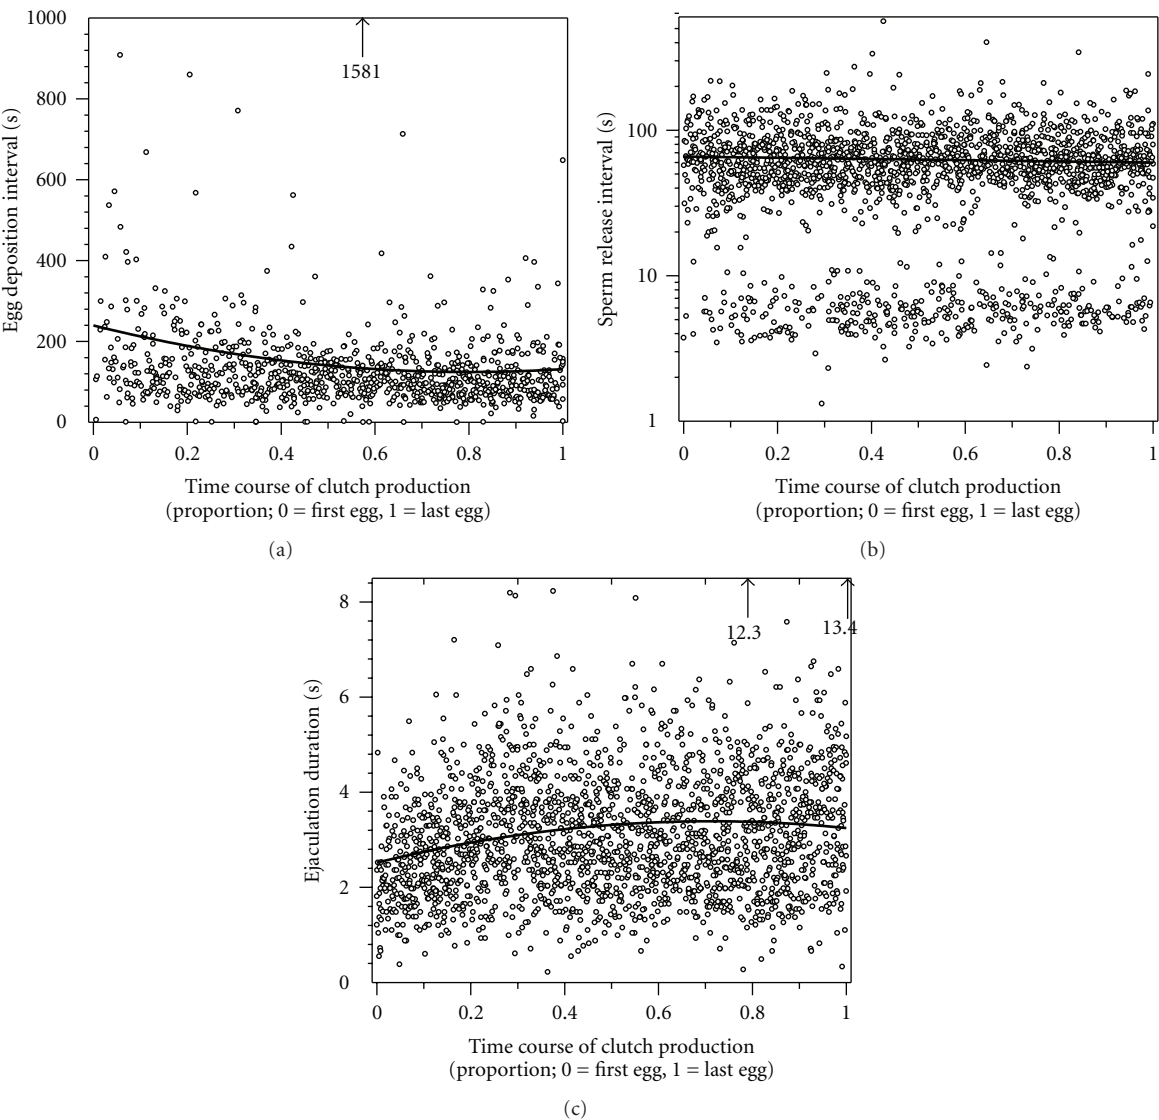 1000
800
600
400
200
0
Egg deposition interval (s)
1581
0 0.2 0.4 0.6 0.8 1
Time course of clutch production
(proportion; 0 = first egg, 1 = last egg)
(a)
100
10
1
Sperm release interval (s)
0 0.2 0.4 0.6 0.8 1
Time course of clutch production
(proportion; 0 = first egg, 1 = last egg)
(b)
8
6
4
2
0
Ejaculation duration (s)
12.3
13.4
0 0.2 0.4 0.6 0.8 1
Time course of clutch production
(proportion; 0 = first egg, 1 = last egg)
(c)